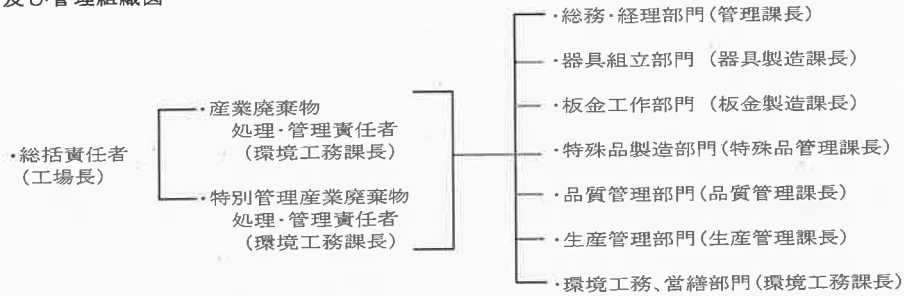 及び管理組織図
・総括責任者
(工場長)
・産業廃棄物
処理・管理責任者
(環境工務課長)
・特別管理産業廃棄物
処理・管理責任者
(環境工務課長)
・総務・経理部門(管理課長)
・器具組立部門 (器具製造課長)
・板金工作部門 (板金製造課長)
・特殊品製造部門(特殊品管理課長)
・品質管理部門(品質管理課長)
・生産管理部門(生産管理課長)
・環境工務、営繕部門(環境工務課長)